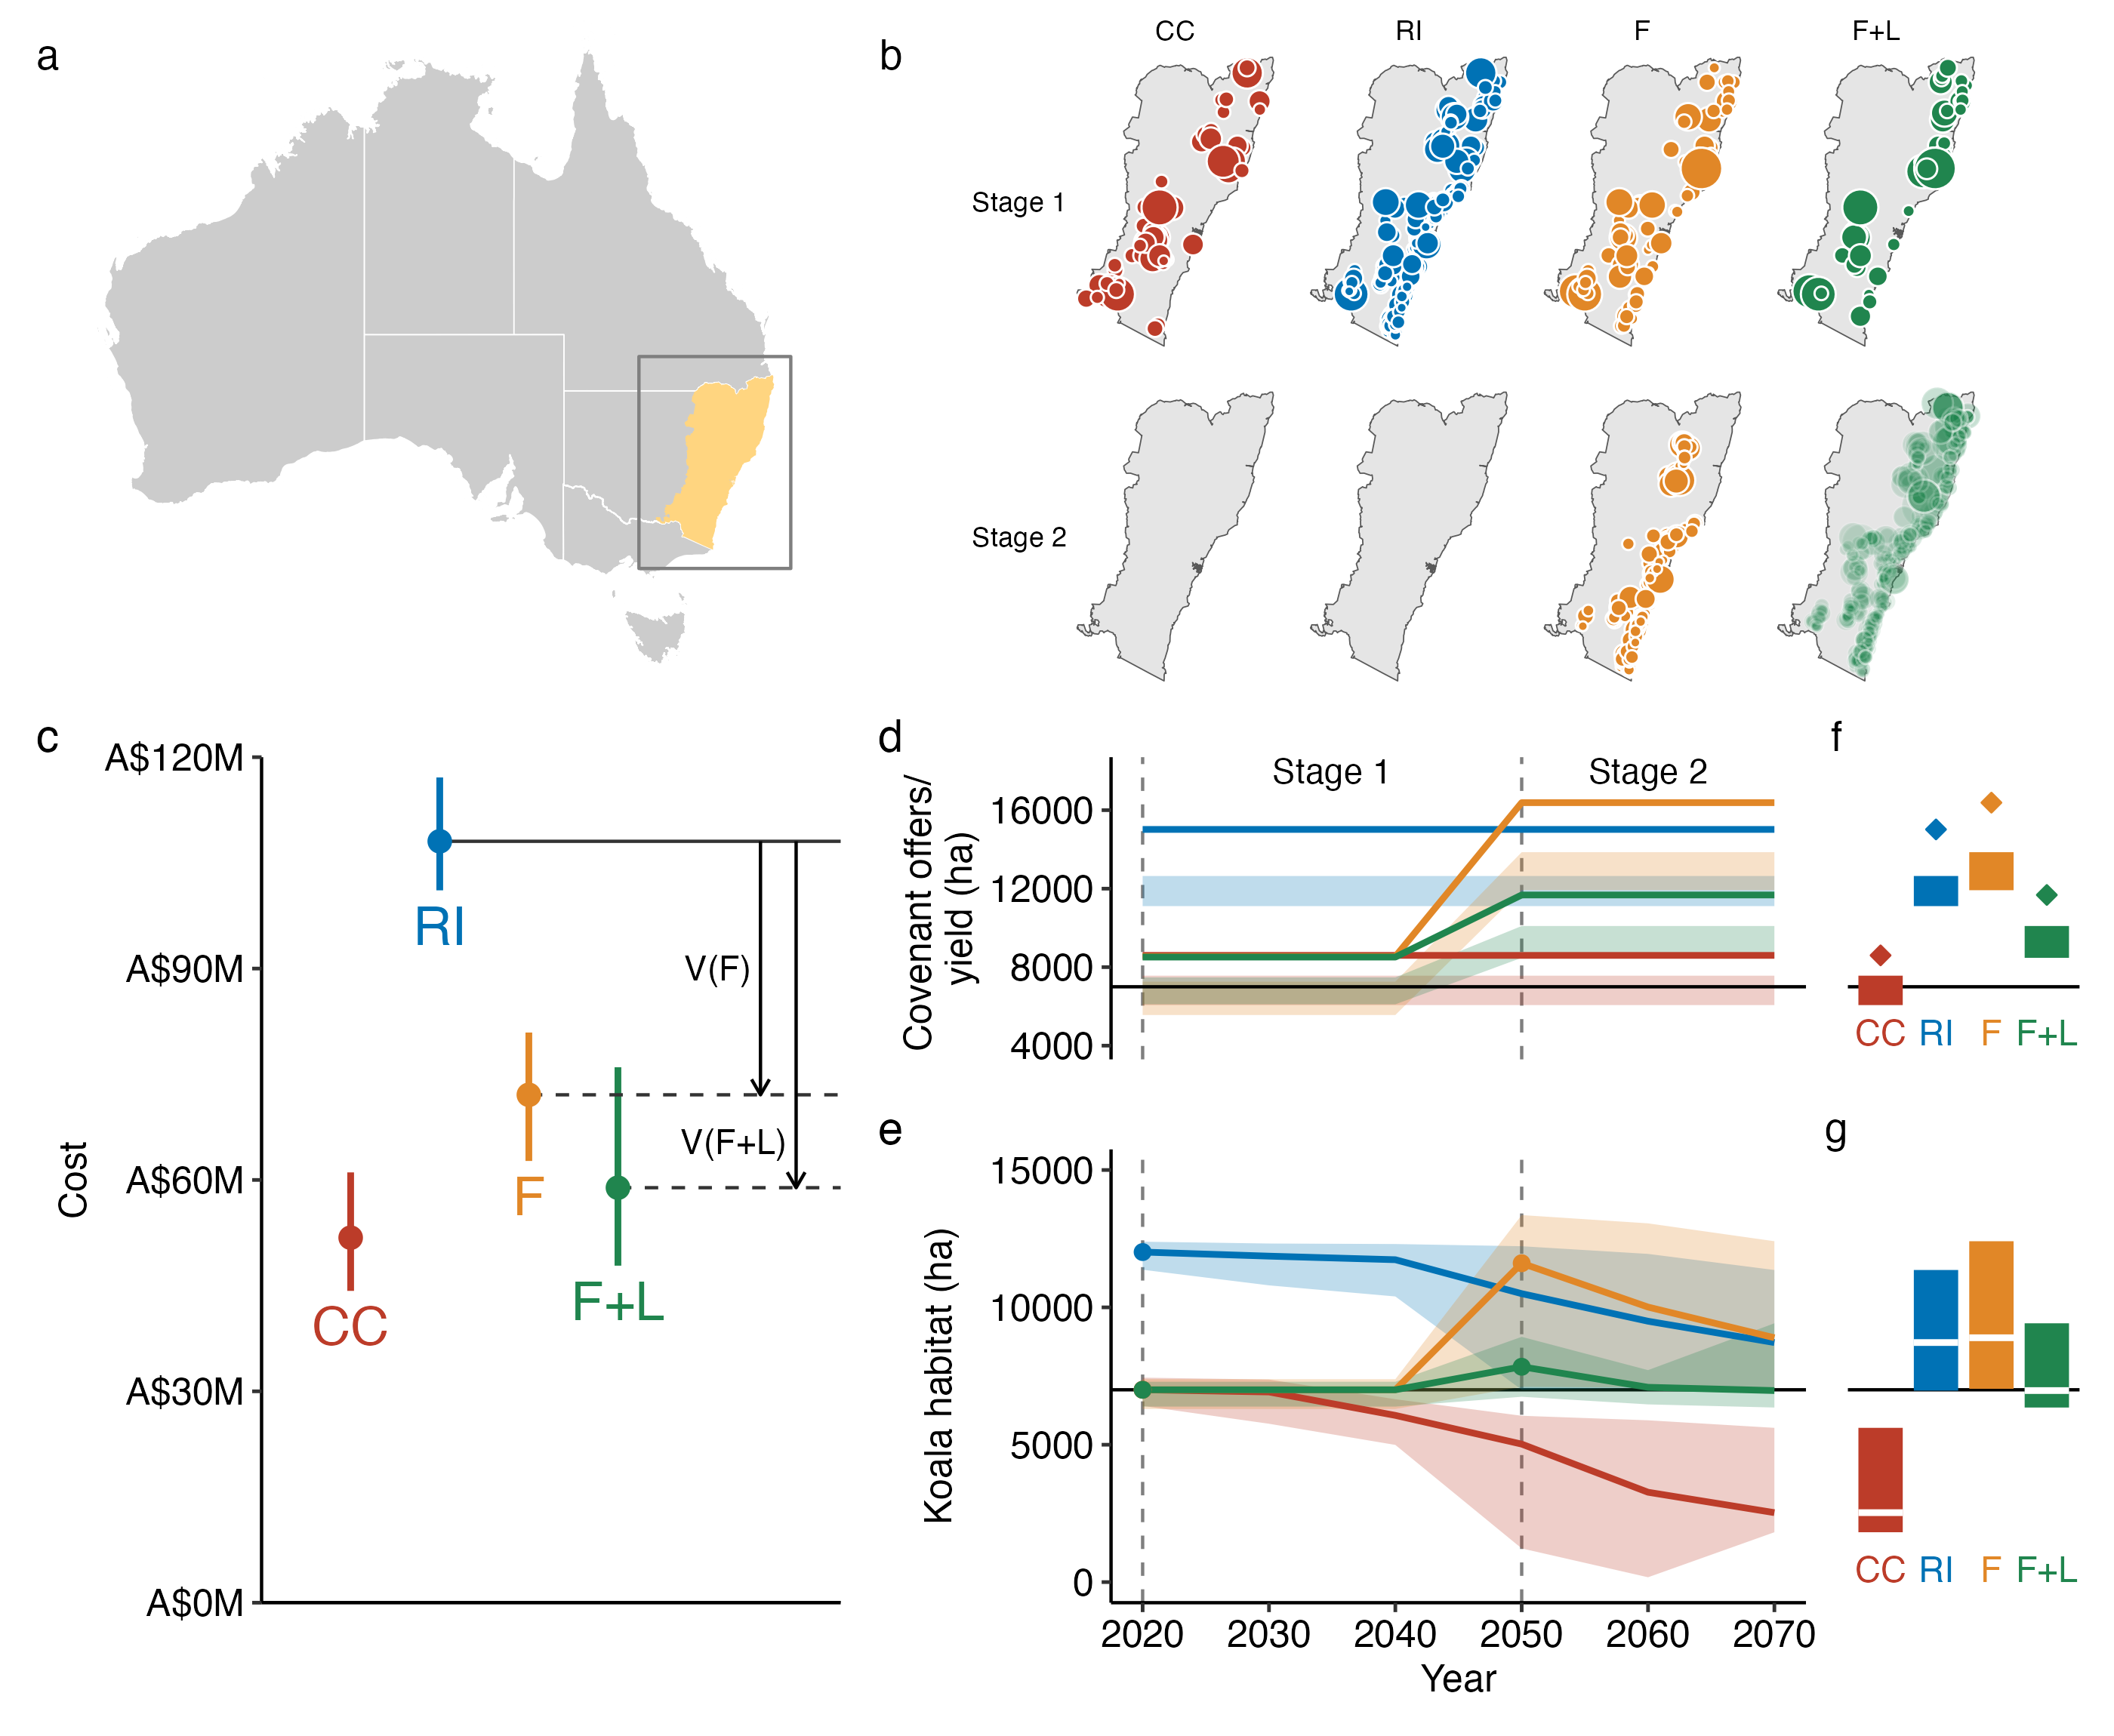 a
b
CC
RI
F
F+L
Stage 1
Stage 2
c
A$120M
A$90M
A$60M
A$30M
A$0M
Cost
RI
F
F+L
CC
V(F)
V(F+L)
d
Covenant offers/
yield (ha)
16000
12000
8000
4000
Stage 1
Stage 2
f
CC RI F F+L
e
Koala habitat (ha)
15000
10000
5000
0
2020 2030 2040 2050 2060 2070
Year
g
CC RI F F+L